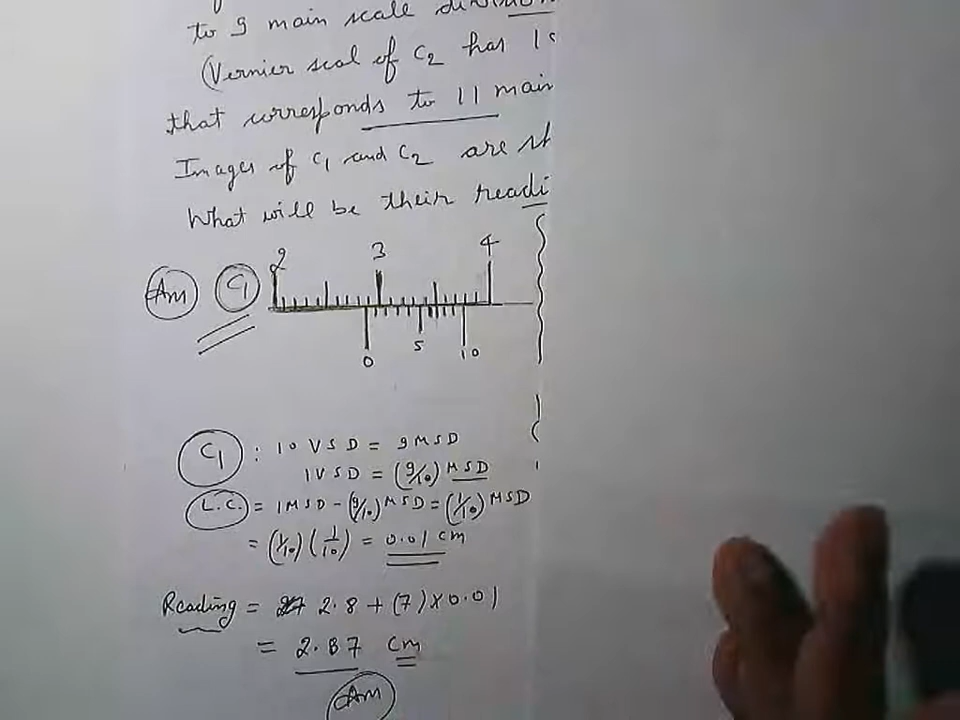 to 9 main scale
(Vernier scal of C2 has
that corresponds to 11 main
Images of C1 and C2 are
What will be their
2 3 4
Am C1
0 5 10
C1 : 10 VSD = 9 MSD
1 VSD = (9/10) MSD
L.C. = 1 MSD - (9/10) MSD = (1/10) MSD
= (1/10) (1/10) = 0.01 cm
Reading = 2.8 + (7) x 0.01
= 2.87 cm
Am